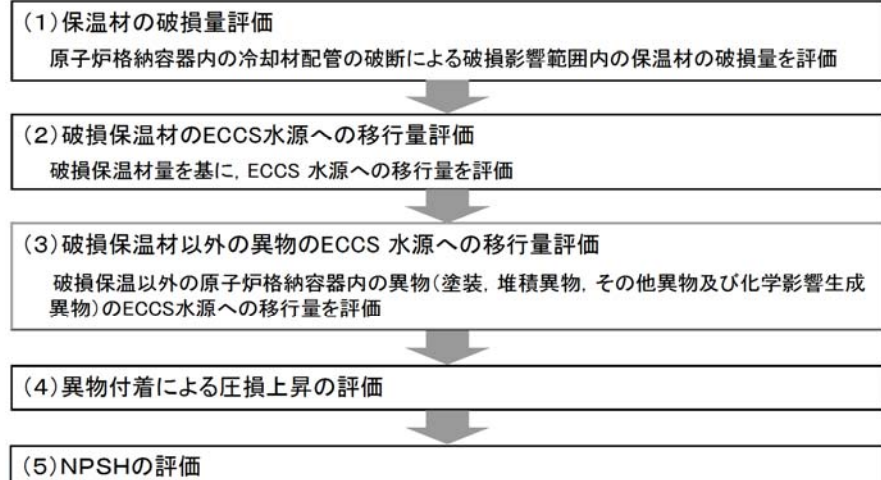 (1)保温材の破損量評価
原子炉格納容器内の冷却材配管の破断による破損影響範囲内の保温材の破損量を評価
(2)破損保温材のECCS水源への移行量評価
破損保温材量を基に, ECCS 水源への移行量を評価
(3)破損保温材以外の異物のECCS 水源への移行量評価
破損保温以外の原子炉格納容器内の異物(塗装, 堆積異物, その他異物及び化学影響生成
異物)のECCS水源への移行量を評価
(4)異物付着による圧損上昇の評価
(5)NPSHの評価